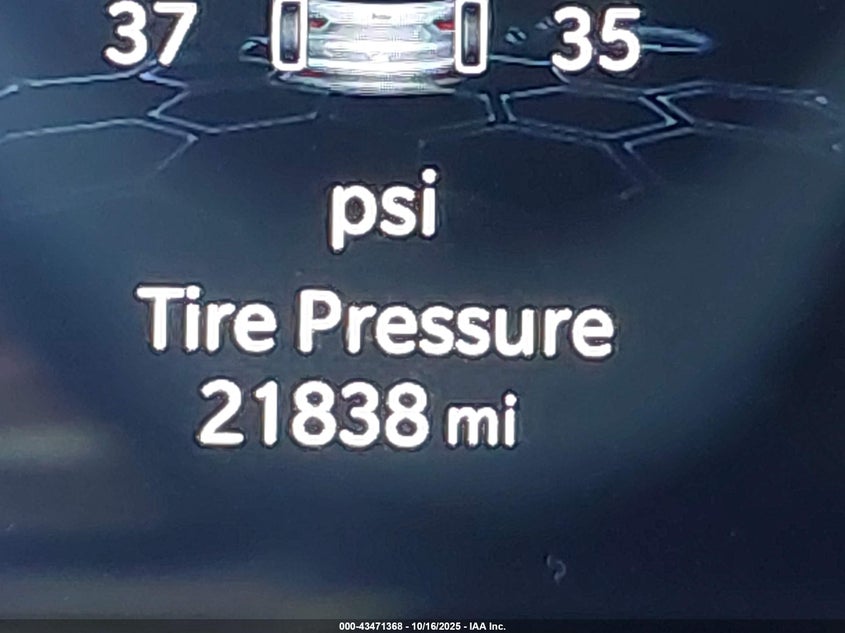 37 35
psi
Tire Pressure
21838 mi
000-43471368 - 10/16/2025 - IAA Inc.